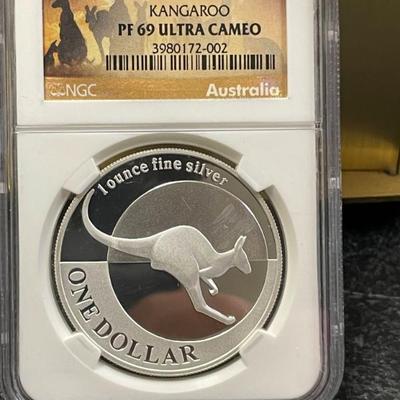 KANGAROO
PF 69 ULTRA CAMEO
3980172-002
NGC
Australia
1 ounce fine silver
ONE DOLLAR